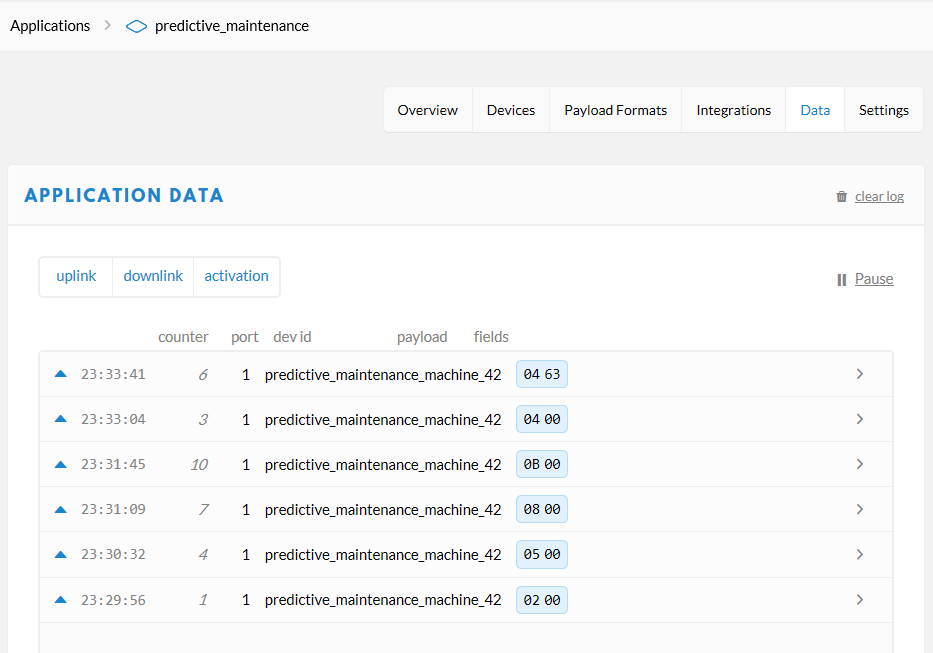 Applications > predictive_maintenance
Overview Devices Payload Formats Integrations Data Settings
APPLICATION DATA clear log
uplink downlink activation Pause
counter port dev id payload fields
23:33:41 6 1 predictive_maintenance_machine_42 04 63
23:33:04 3 1 predictive_maintenance_machine_42 04 00
23:31:45 10 1 predictive_maintenance_machine_42 0B 00
23:31:09 7 1 predictive_maintenance_machine_42 08 00
23:30:32 4 1 predictive_maintenance_machine_42 05 00
23:29:56 1 1 predictive_maintenance_machine_42 02 00